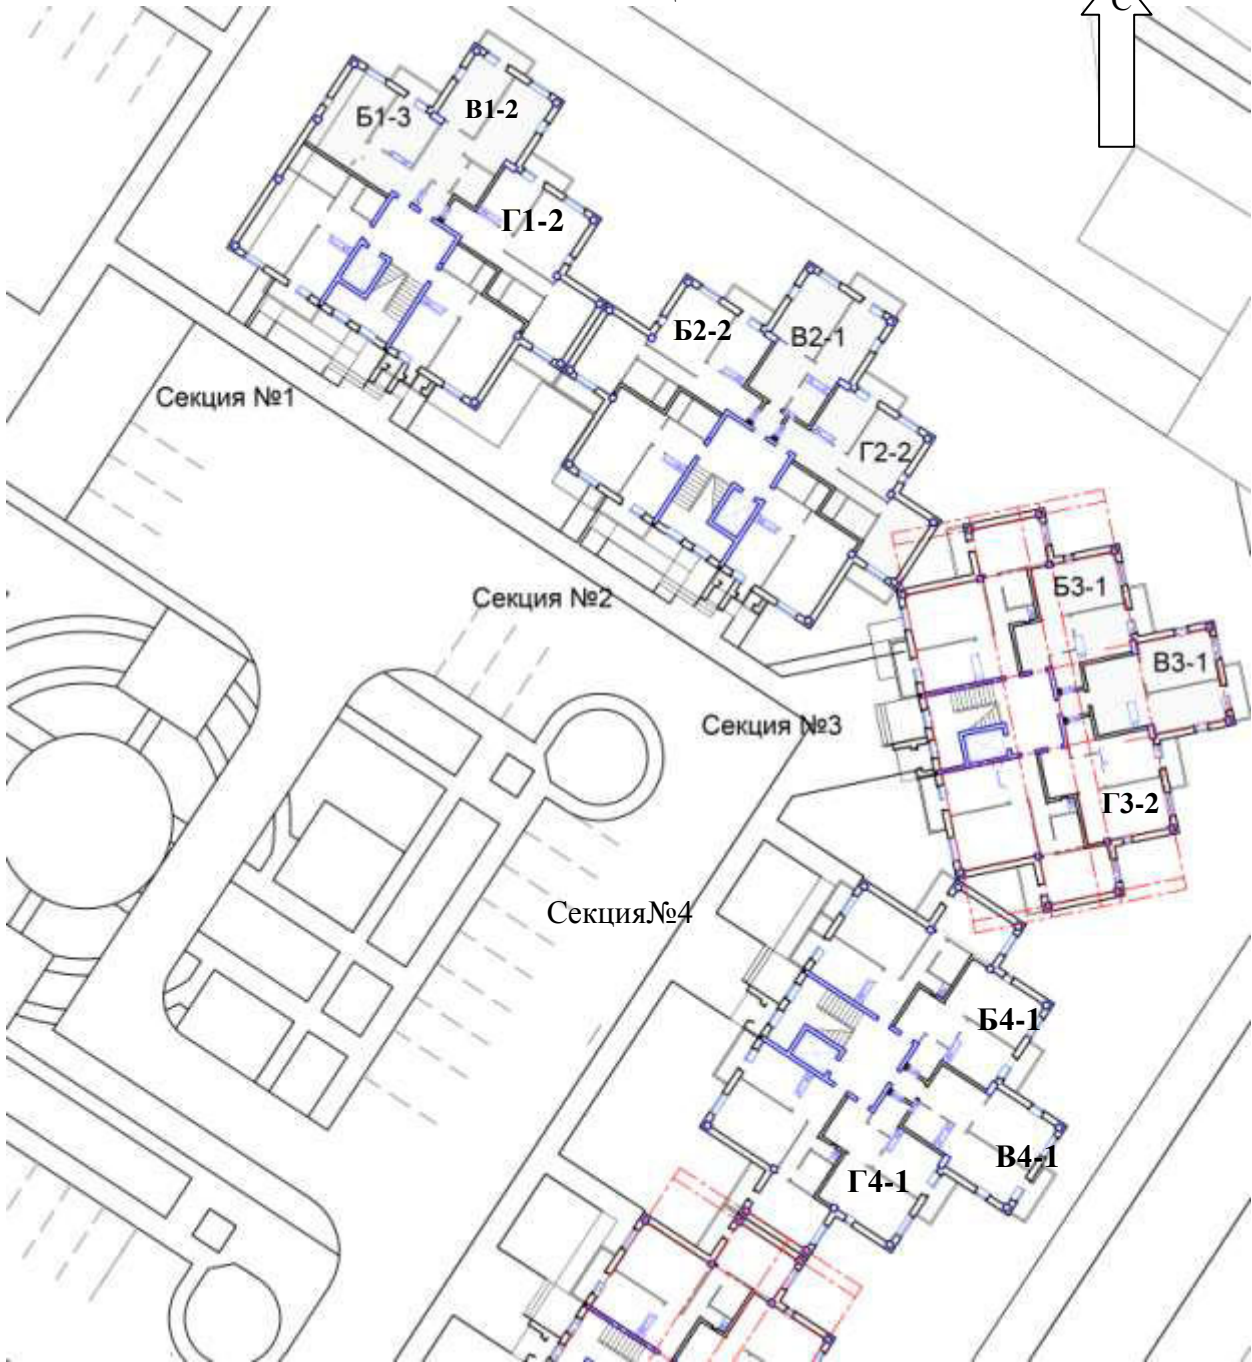 С
Б1-3
В1-2
Г1-2
Б2-2
В2-1
Секция №1
Г2-2
Секция №2
Б3-1
В3-1
Секция №3
Г3-2
Секция№4
Б4-1
В4-1
Г4-1